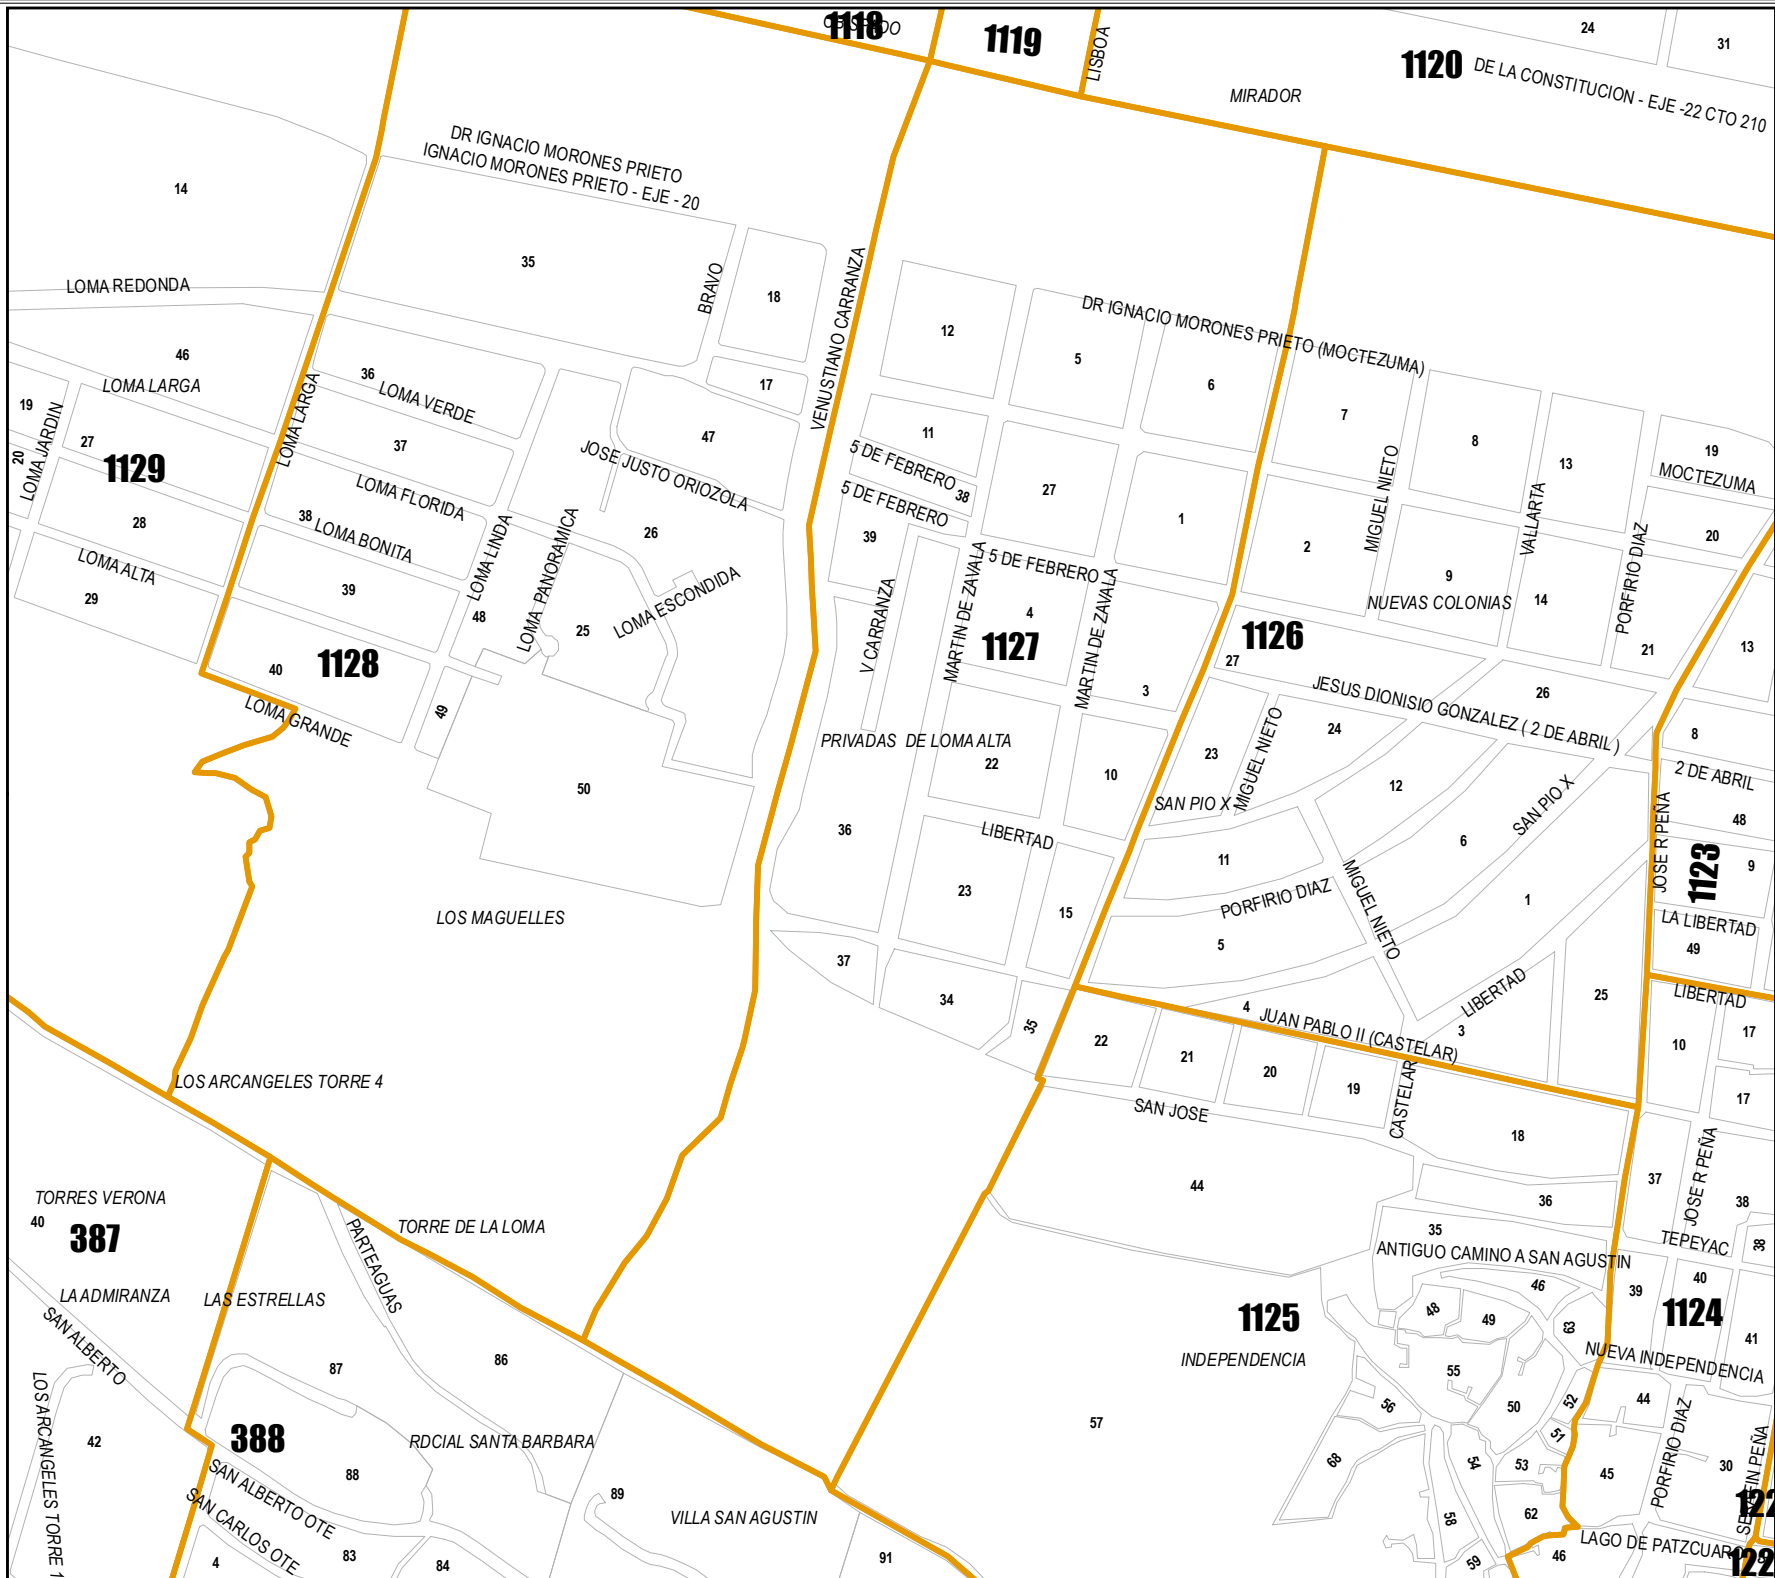 OBISPADO
1118
1119
LISBOA
1120
24
31
DE LA CONSTITUCION - EJE -22 CTO 210
MIRADOR
DR IGNACIO MORONES PRIETO
IGNACIO MORONES PRIETO - EJE - 20
14
35
BRAVO
18
VENUSTIANO CARRANZA
LOMA REDONDA
12
5
DR IGNACIO MORONES PRIETO (MOCTEZUMA)
6
46
LOMA LARGA
36
LOMA VERDE
LOMA LARGA
17
7
8
19
LOMA JARDIN
27
20
1129
37
47
JOSE JUSTO ORIOZOLA
11
5 DE FEBRERO
38
5 DE FEBRERO
27
1
MIGUEL NIETO
13
19
MOCTEZUMA
LOMA FLORIDA
38
LOMA BONITA
28
LOMA ALTA
29
39
LOMA LINDA
48
LOMA PANORAMICA
26
25
LOMA ESCONDIDA
39
V CARRANZA
MARTIN DE ZAVALA
5 DE FEBRERO
4
1127
MARTIN DE ZAVALA
2
9
NUEVAS COLONIAS
VALLARTA
14
PORFIRIO DIAZ
20
21
13
1128
40
LOMA GRANDE
49
3
1126
27
JESUS DIONISIO GONZALEZ ( 2 DE ABRIL )
26
24
8
2 DE ABRIL
PRIVADAS DE LOMA ALTA
22
10
23
MIGUEL NIETO
SAN PIO X
12
SAN PIO X
50
36
LIBERTAD
11
6
JOSE R PEÑA
48
1123
9
LOS MAGUELLES
23
15
PORFIRIO DIAZ
MIGUEL NIETO
1
LA LIBERTAD
49
5
37
34
35
4
JUAN PABLO II (CASTELAR)
LIBERTAD
3
25
LIBERTAD
10
17
22
21
20
19
CASTELAR
LOS ARCANGELES TORRE 4
SAN JOSE
18
17
44
36
37
JOSE R PEÑA
38
TORRES VERONA
40
387
PARTEAGUAS
TORRE DE LA LOMA
35
ANTIGUO CAMINO A SAN AGUSTIN
TEPEYAC
38
LA ADMIRANZA
LAS ESTRELLAS
SAN ALBERTO
1125
INDEPENDENCIA
46
48
49
63
39
40
1124
41
NUEVA INDEPENDENCIA
87
86
55
LOS ARCANGELES TORRE 1
42
388
RDCIAL SANTA BARBARA
57
56
50
52
44
51
PORFIRIO DIAZ
88
68
54
53
45
30
SAN ALBERTO OTE
SAN CARLOS OTE
89
VILLA SAN AGUSTIN
58
62
LAGO DE PATZCUARO
4
83
84
91
59
46